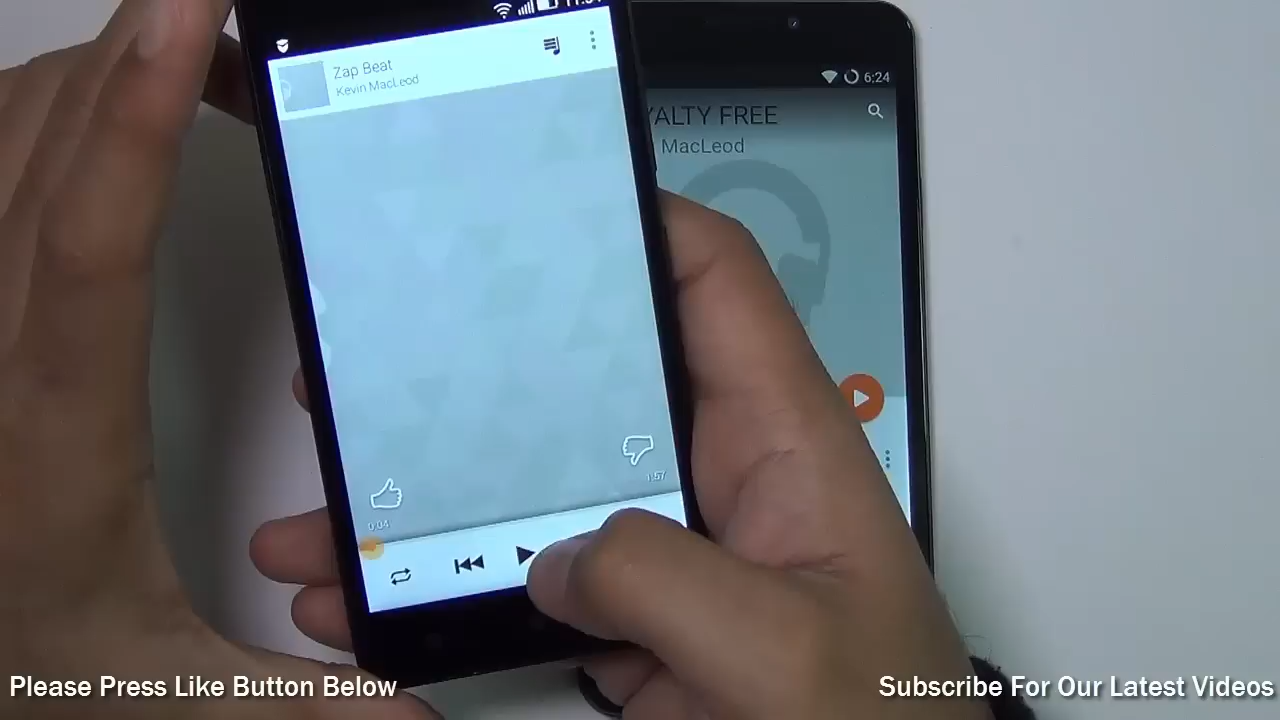 Zap Beat
Kevin MacLeod
6:24
YALTY FREE
MacLeod
1:57
0:04
Please Press Like Button Below
Subscribe For Our Latest Videos